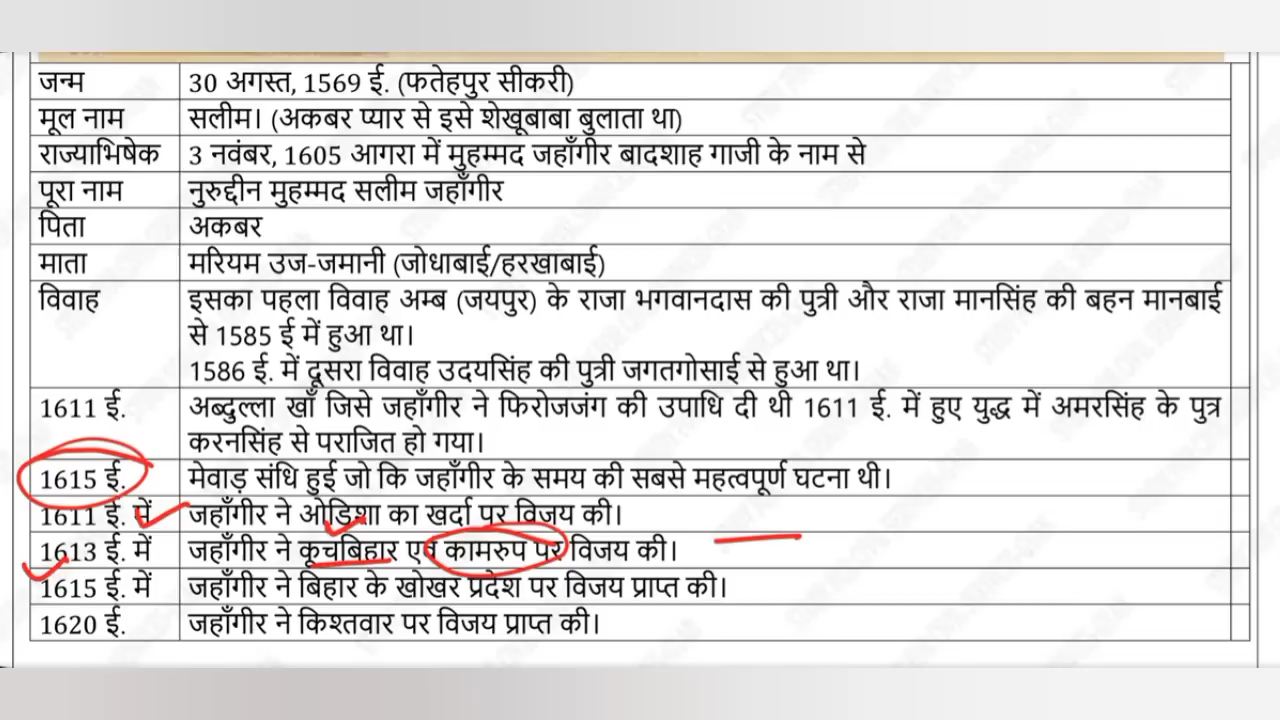 जन्म 30 अगस्त, 1569 ई. (फतेहपुर सीकरी)
मूल नाम सलीम। (अकबर प्यार से इसे शेखूबाबा बुलाता था)
राज्याभिषेक 3 नवंबर, 1605 आगरा में मुहम्मद जहाँगीर बादशाह गाजी के नाम से
पूरा नाम नुरुद्दीन मुहम्मद सलीम जहाँगीर
पिता अकबर
माता मरियम उज-जमानी (जोधाबाई/हरखाबाई)
विवाह इसका पहला विवाह अम्ब (जयपुर) के राजा भगवानदास की पुत्री और राजा मानसिंह की बहन मानबाई
से 1585 ई में हुआ था।
1586 ई. में दूसरा विवाह उदयसिंह की पुत्री जगतगोसाई से हुआ था।
1611 ई. अब्दुल्ला खाँ जिसे जहाँगीर ने फिरोजजंग की उपाधि दी थी 1611 ई. में हुए युद्ध में अमरसिंह के पुत्र
करनसिंह से पराजित हो गया।
1615 ई. मेवाड़ संधि हुई जो कि जहाँगीर के समय की सबसे महत्वपूर्ण घटना थी।
1611 ई. में जहाँगीर ने ओडिशा का खर्दा पर विजय की।
1613 ई. में जहाँगीर ने कूचबिहार एवं कामरुप पर विजय की।
1615 ई. में जहाँगीर ने बिहार के खोखर प्रदेश पर विजय प्राप्त की।
1620 ई. जहाँगीर ने किश्तवार पर विजय प्राप्त की।